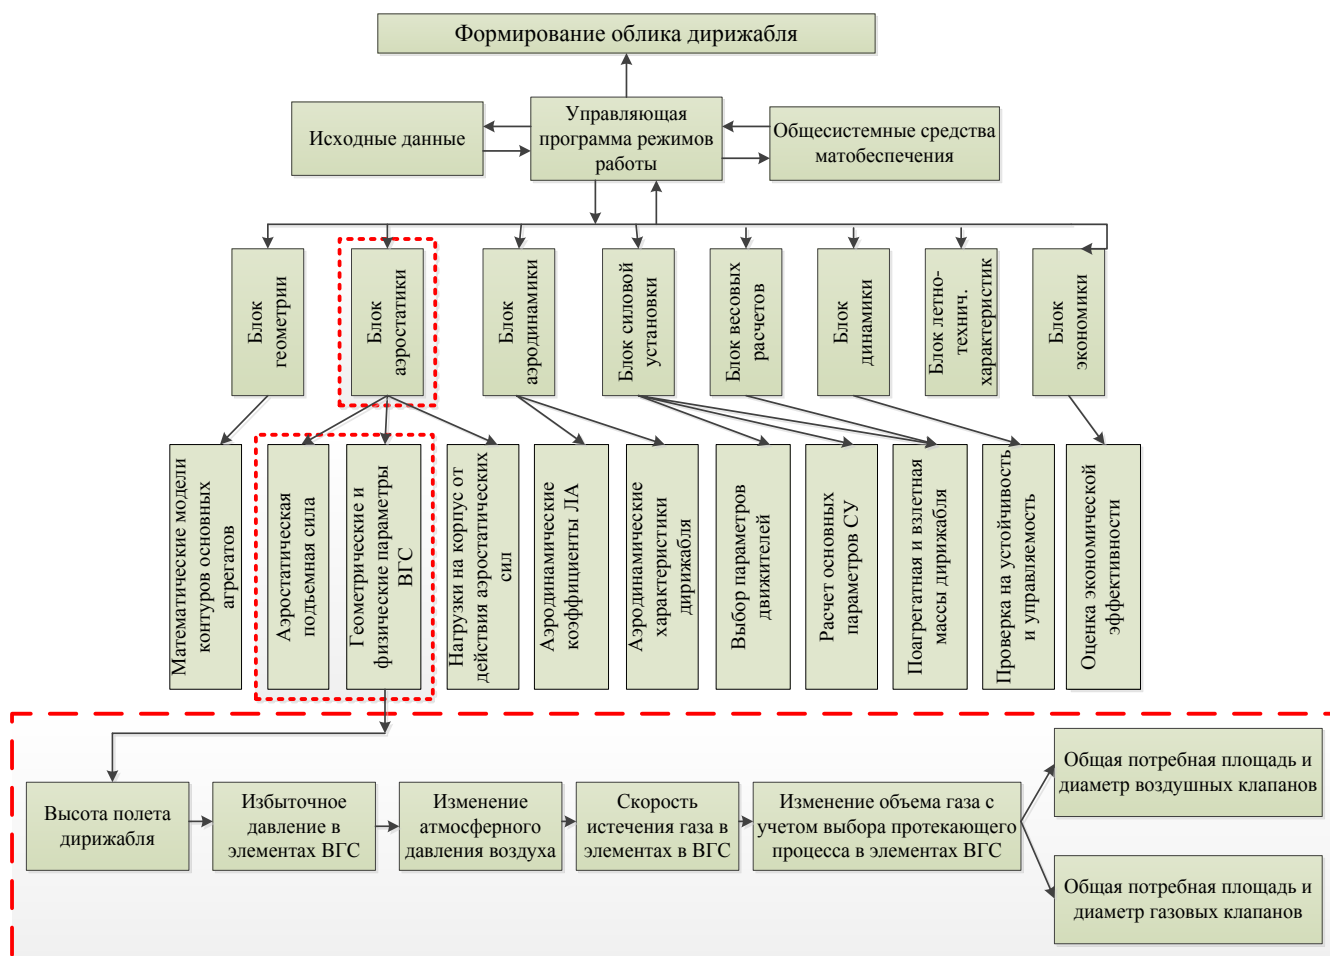 Формирование облика дирижабля
Исходные данные
Управляющая
программа режимов
работы
Общесистемные средства
матобеспечения
Блок
геометрии
Блок
аэростатики
Блок
аэродинамики
Блок силовой
установки
Блок весовых
расчетов
Блок
динамики
Блок летно-
технич.
характеристик
Блок
экономики
Математические модели
контуров основных
агрегатов
Аэростатическая
подъемная сила
Геометрические и
физические параметры
ВГС
Нагрузки на корпус от
действия аэростатических
сил
Аэродинамические
коэффициенты ЛА
Аэродинамические
характеристики
дирижабля
Выбор параметров
движителей
Расчет основных
параметров СУ
Поагрегатная и взлетная
массы дирижабля
Проверка на устойчивость
и управляемость
Оценка экономической
эффективности
Высота полета
дирижабля
Избыточное
давление в
элементах ВГС
Изменение
атмосферного
давления воздуха
Скорость
истечения газа в
элементах в ВГС
Изменение объема газа с
учетом выбора протекающего
процесса в элементах ВГС
Общая потребная площадь и
диаметр воздушных клапанов
Общая потребная площадь и
диаметр газовых клапанов